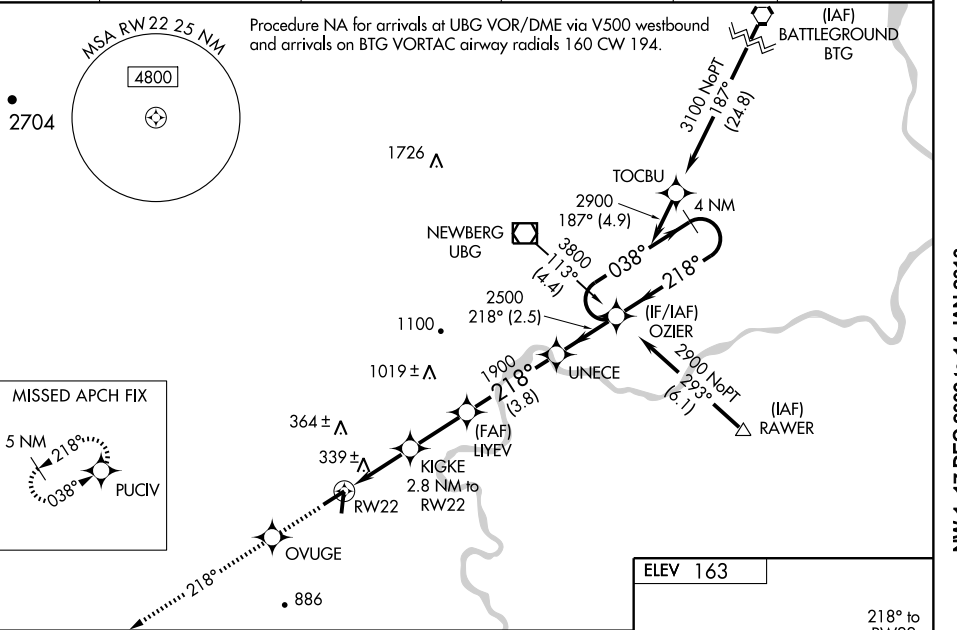 MSA RW22 25 NM
4800
2704
Procedure NA for arrivals at UBG VOR/DME via V500 westbound
and arrivals on BTG VORTAC airway radials 160 CW 194.
(IAF)
BATTLEGROUND
BTG
3100 NoPT
187°
(24.8)
1726
TOCBU
2900
187° (4.9)
4 NM
NEWBERG
UBG
3800
113°
(4.4)
038°
218°
2500
218° (2.5)
(IF/IAF)
OZIER
1100
UNECE
2900 NoPT
293°
(6.1)
1019 ±
1900
218°
(3.8)
(IAF)
RAWER
MISSED APCH FIX
5 NM
218°
038°
PUCIV
364 ±
(FAF)
LIYEV
339 ±
KIGKE
2.8 NM to
RW22
RW22
OVUGE
218°
886
ELEV 163
218° to